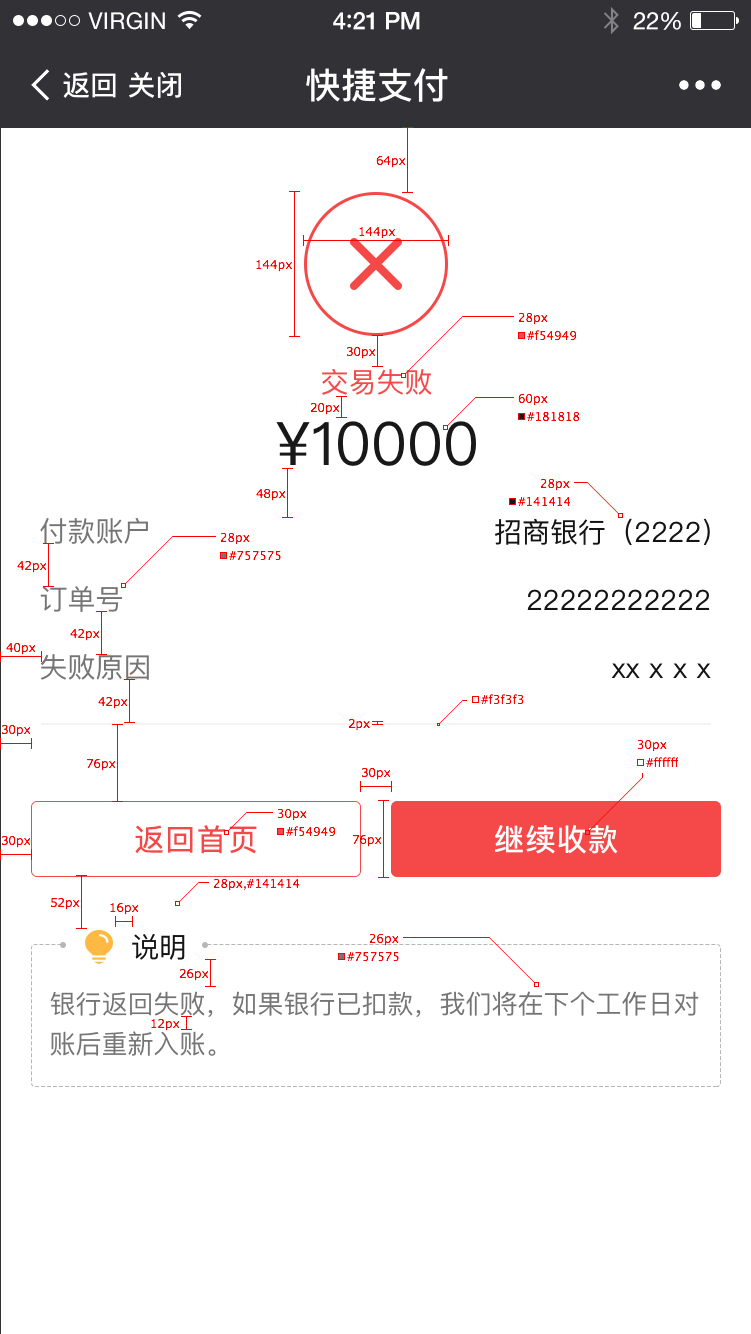 VIRGIN 4:21 PM 22%
返回 关闭 快捷支付
64px
144px
144px
28px
#f54949
30px
交易失败
20px
60px
#181818
¥10000
48px
28px
#141414
付款账户 招商银行（2222）
28px
#757575
42px
订单号 22222222222
42px
40px
失败原因 xx x x x
42px
#f3f3f3
2px
30px
76px
30px
#ffffff
30px
30px
#f54949
返回首页 继续收款
76px
30px
28px,#141414
52px
16px
26px
#757575
说明
26px
银行返回失败，如果银行已扣款，我们将在下个工作日对
12px
账后重新入账。